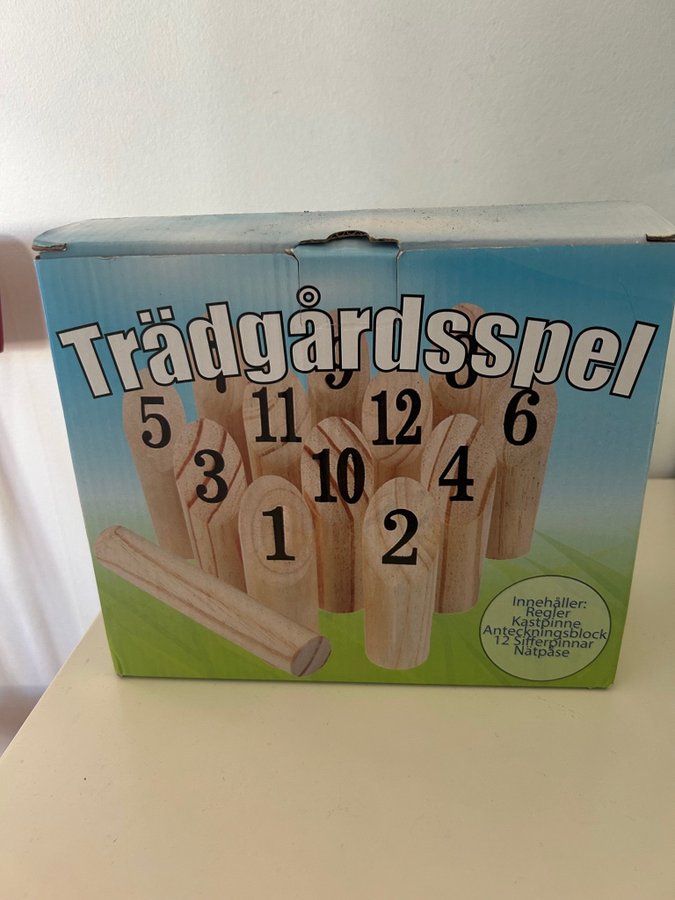 Trädgårdsspel
5
11
12
6
3
10
4
1
2
Innehåller:
Regler
Kastpinne
Anteckningsblock
12 Sifferpinnar
Nätpåse